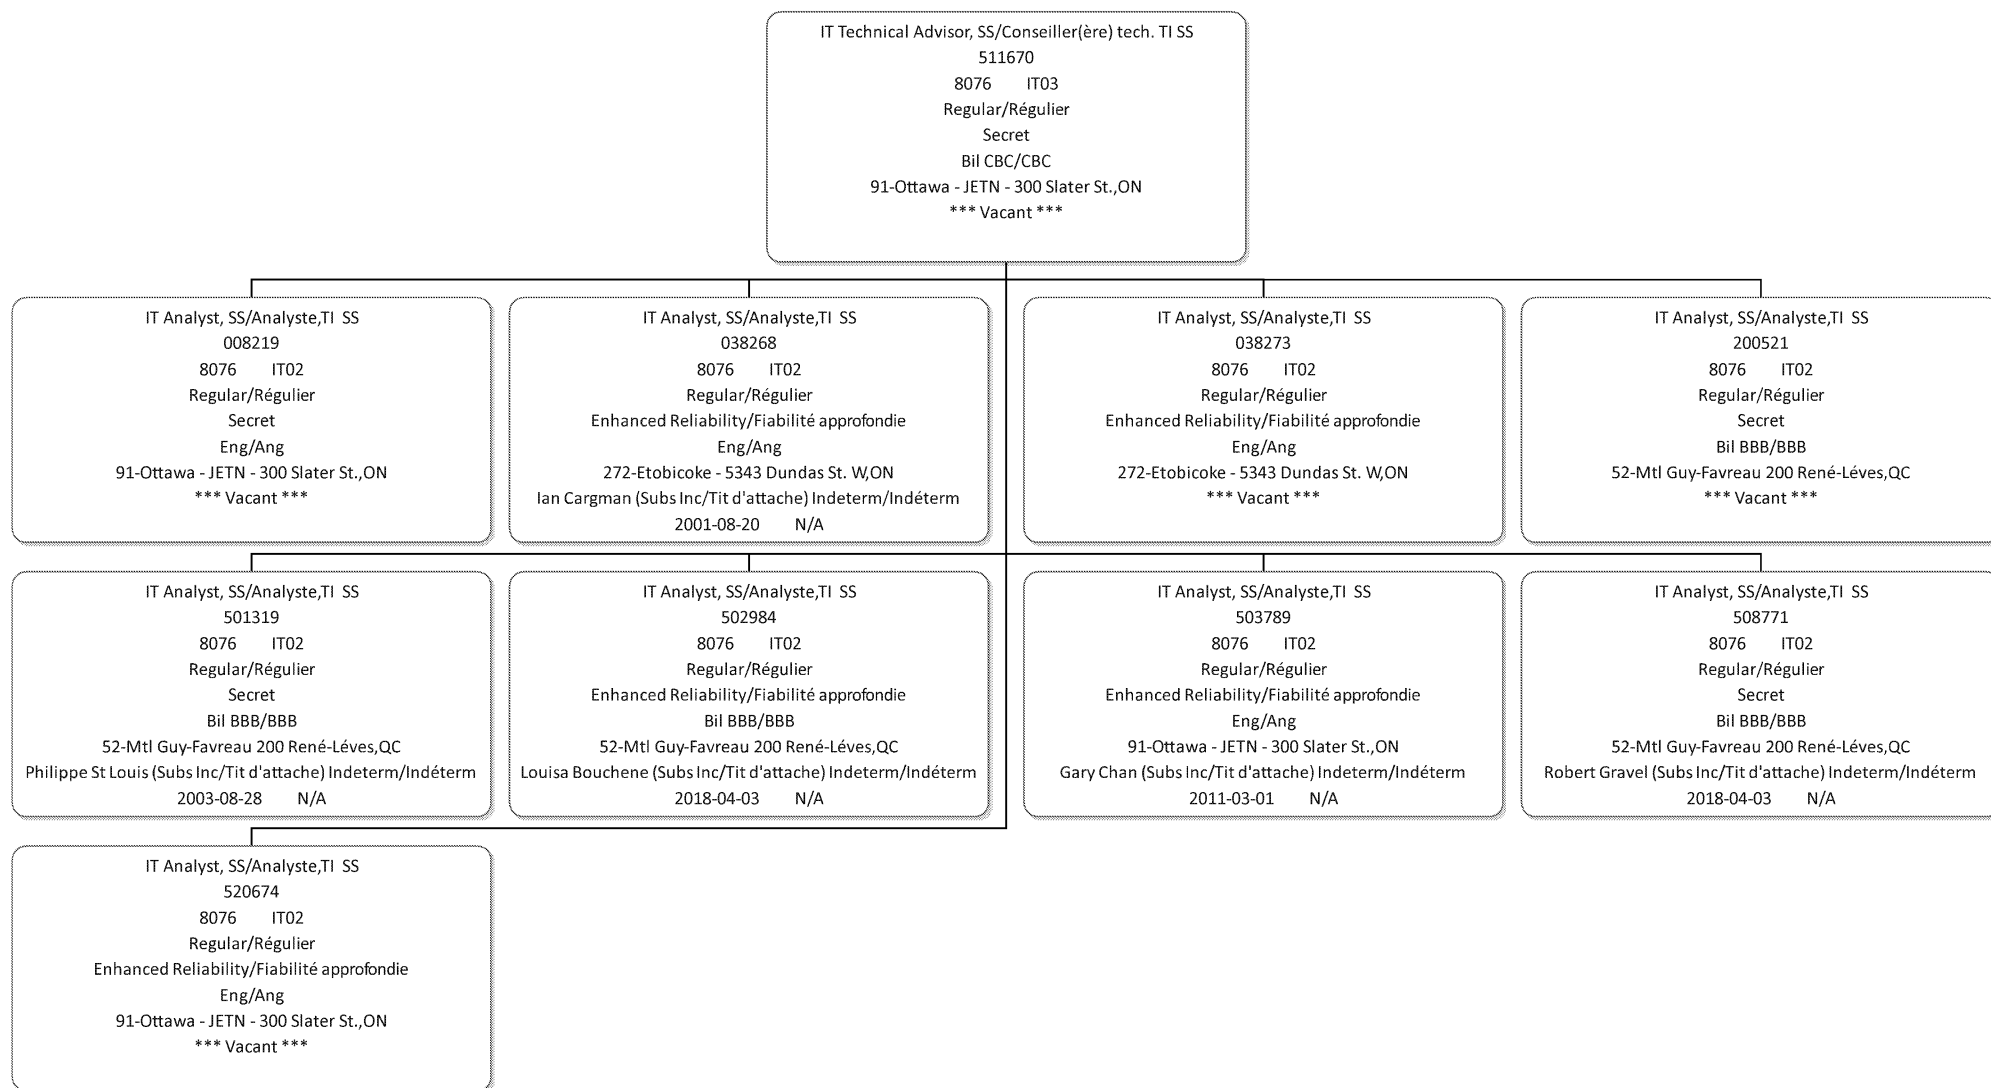 IT Technical Advisor, SS/Conseiller(ère) tech. TI SS
511670
8076 IT03
Regular/Régulier
Secret
Bil CBC/CBC
91-Ottawa - JETN - 300 Slater St.,ON
*** Vacant ***
IT Analyst, SS/Analyste,TI SS
008219
8076 IT02
Regular/Régulier
Secret
Eng/Ang
91-Ottawa - JETN - 300 Slater St.,ON
*** Vacant ***
IT Analyst, SS/Analyste,TI SS
038268
8076 IT02
Regular/Régulier
Enhanced Reliability/Fiabilité approfondie
Eng/Ang
272-Etobicoke - 5343 Dundas St. W,ON
Ian Cargman (Subs Inc/Tit d'attache) Indeterm/Indéterm
2001-08-20 N/A
IT Analyst, SS/Analyste,TI SS
038273
8076 IT02
Regular/Régulier
Enhanced Reliability/Fiabilité approfondie
Eng/Ang
272-Etobicoke - 5343 Dundas St. W,ON
*** Vacant ***
IT Analyst, SS/Analyste,TI SS
200521
8076 IT02
Regular/Régulier
Secret
Bil BBB/BBB
52-Mtl Guy-Favreau 200 René-Léves,QC
*** Vacant ***
IT Analyst, SS/Analyste,TI SS
501319
8076 IT02
Regular/Régulier
Secret
Bil BBB/BBB
52-Mtl Guy-Favreau 200 René-Léves,QC
Philippe St Louis (Subs Inc/Tit d'attache) Indeterm/Indéterm
2003-08-28 N/A
IT Analyst, SS/Analyste,TI SS
502984
8076 IT02
Regular/Régulier
Enhanced Reliability/Fiabilité approfondie
Bil BBB/BBB
52-Mtl Guy-Favreau 200 René-Léves,QC
Louisa Bouchene (Subs Inc/Tit d'attache) Indeterm/Indéterm
2018-04-03 N/A
IT Analyst, SS/Analyste,TI SS
503789
8076 IT02
Regular/Régulier
Enhanced Reliability/Fiabilité approfondie
Eng/Ang
91-Ottawa - JETN - 300 Slater St.,ON
Gary Chan (Subs Inc/Tit d'attache) Indeterm/Indéterm
2011-03-01 N/A
IT Analyst, SS/Analyste,TI SS
508771
8076 IT02
Regular/Régulier
Secret
Bil BBB/BBB
52-Mtl Guy-Favreau 200 René-Léves,QC
Robert Gravel (Subs Inc/Tit d'attache) Indeterm/Indéterm
2018-04-03 N/A
IT Analyst, SS/Analyste,TI SS
520674
8076 IT02
Regular/Régulier
Enhanced Reliability/Fiabilité approfondie
Eng/Ang
91-Ottawa - JETN - 300 Slater St.,ON
*** Vacant ***